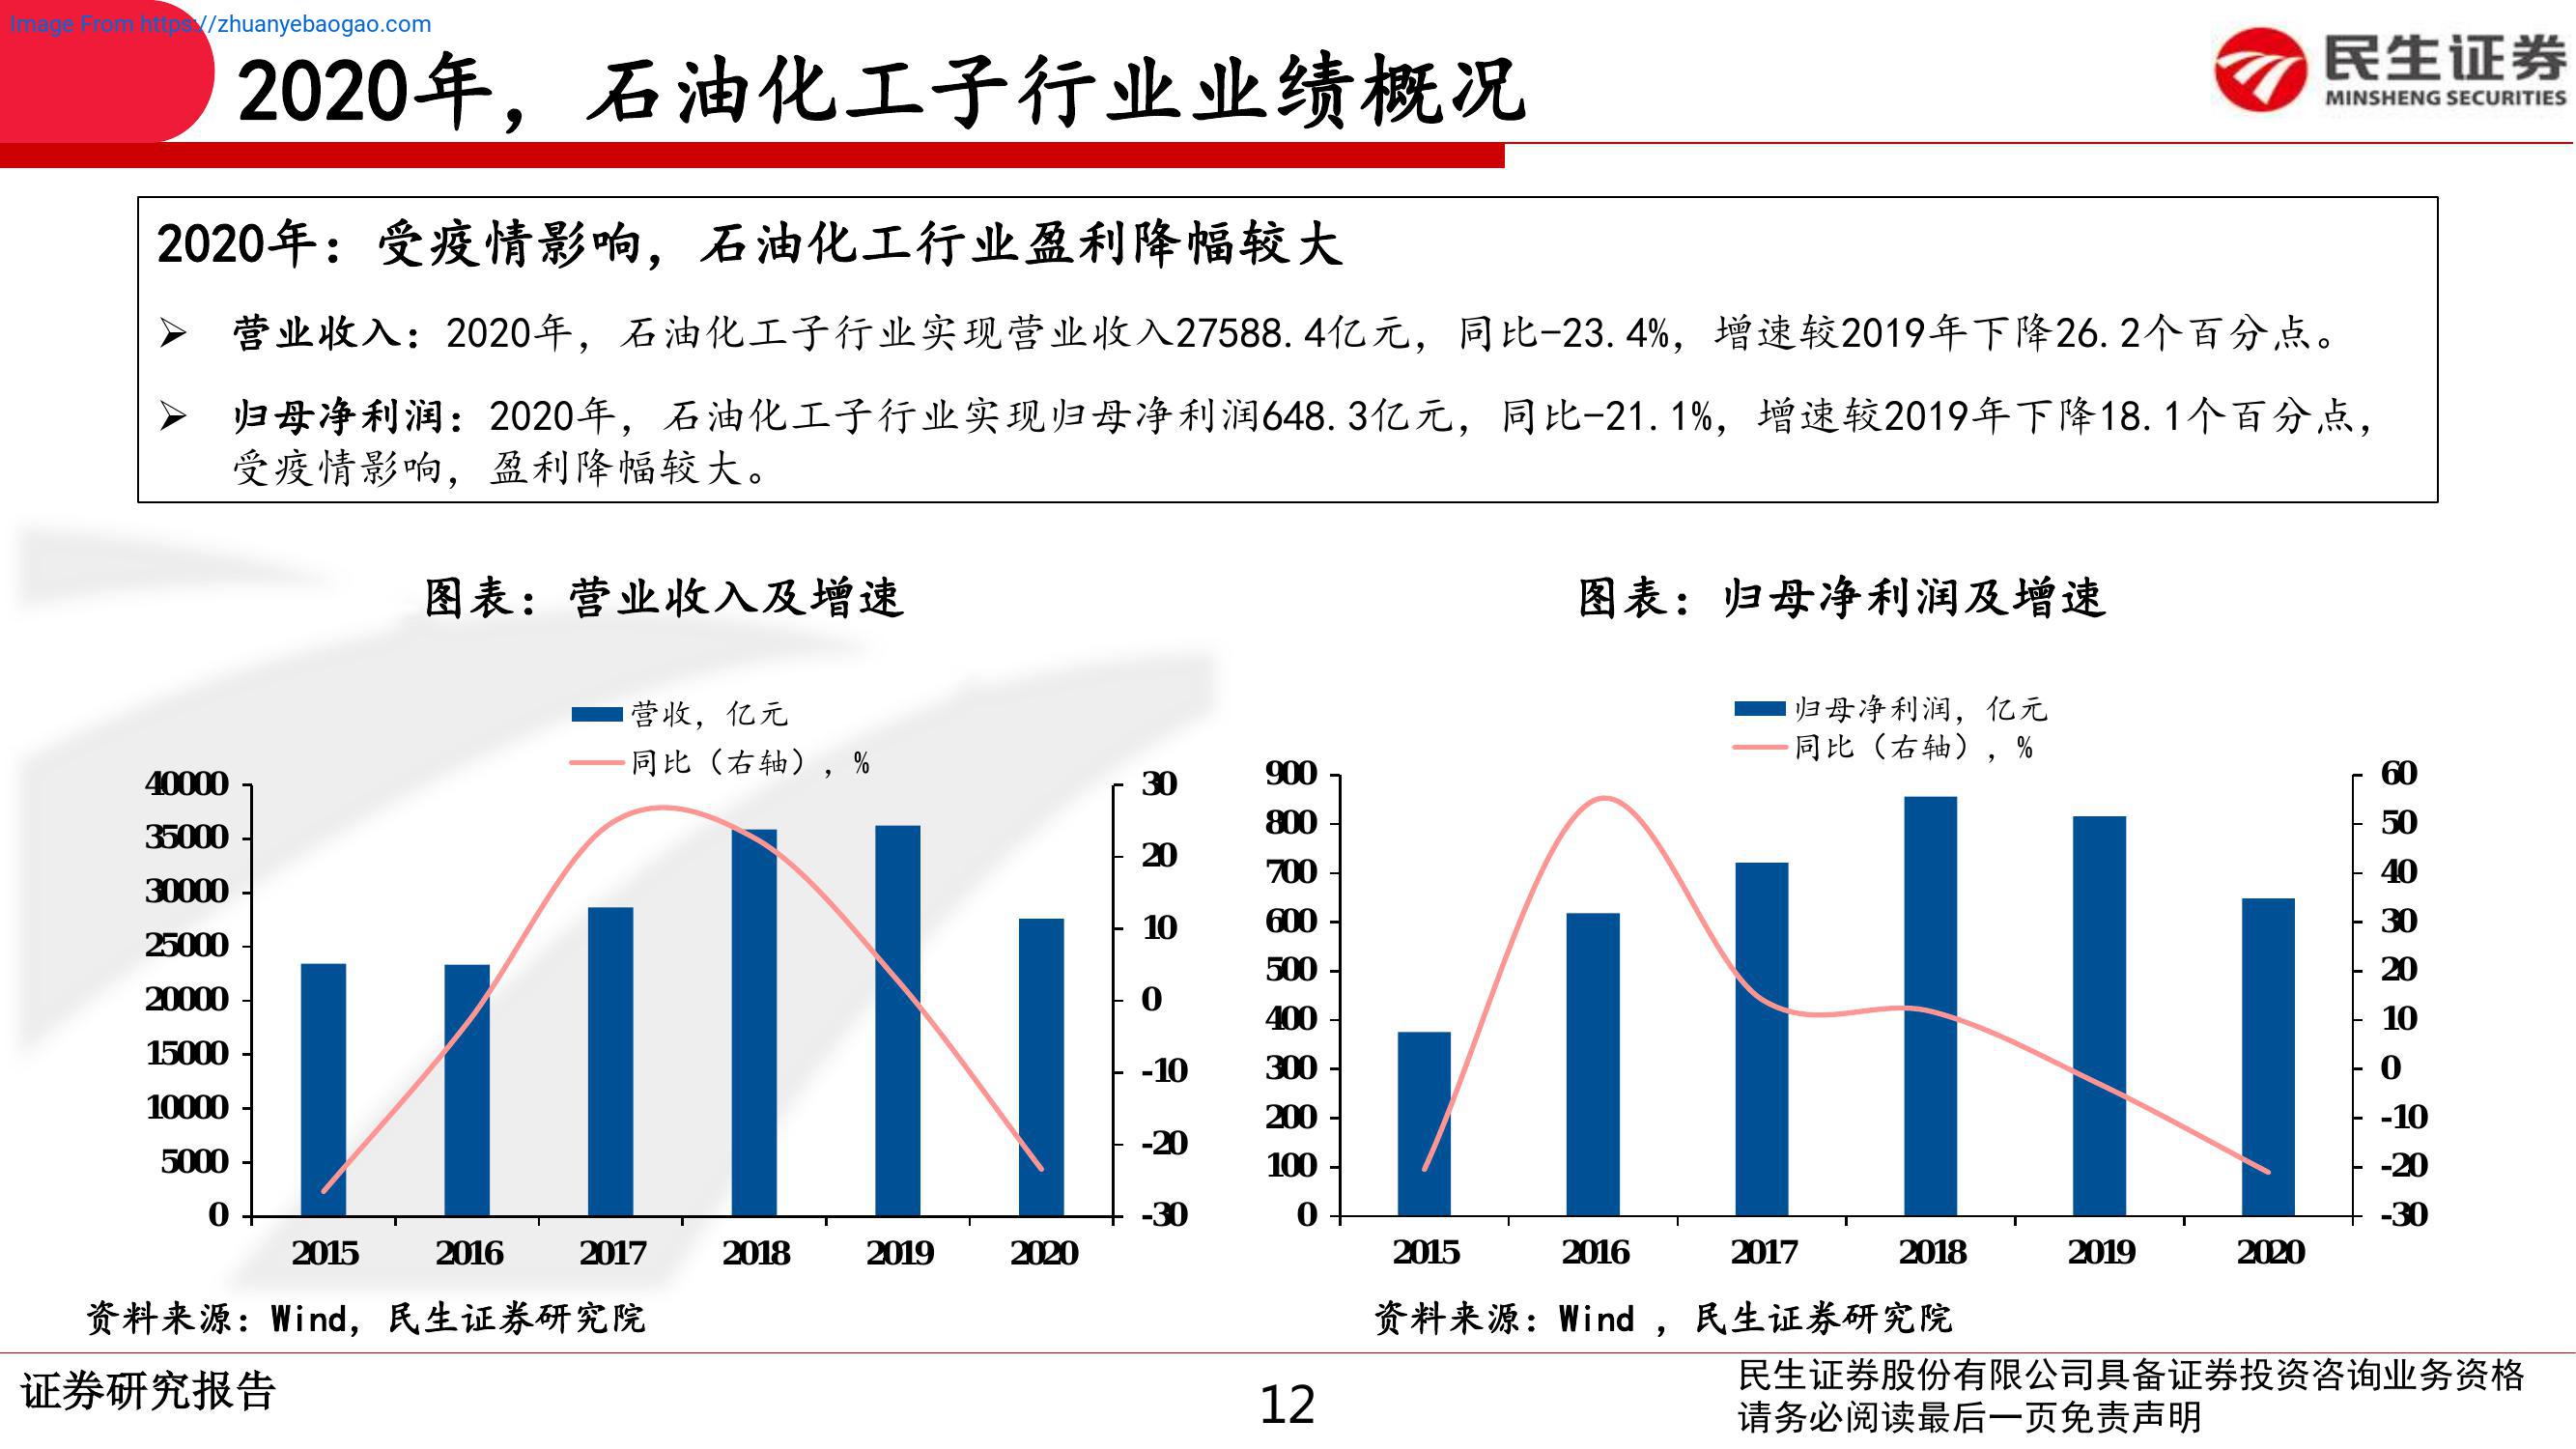 Image From https://zhuanyebaogao.com
2020年，石油化工子行业业绩概况
民生证券
MINSHENG SECURITIES
2020年：受疫情影响，石油化工行业盈利降幅较大
➢ 营业收入：2020年，石油化工子行业实现营业收入27588.4亿元，同比-23.4%，增速较2019年下降26.2个百分点。
➢ 归母净利润：2020年，石油化工子行业实现归母净利润648.3亿元，同比-21.1%，增速较2019年下降18.1个百分点，
受疫情影响，盈利降幅较大。
图表：营业收入及增速
营收，亿元
同比（右轴），%
40000
35000
30000
25000
20000
15000
10000
5000
0
30
20
10
0
-10
-20
-30
2015 2016 2017 2018 2019 2020
资料来源：Wind，民生证券研究院
图表：归母净利润及增速
归母净利润，亿元
同比（右轴），%
900
800
700
600
500
400
300
200
100
0
60
50
40
30
20
10
0
-10
-20
-30
2015 2016 2017 2018 2019 2020
资料来源：Wind ，民生证券研究院
证券研究报告
12
民生证券股份有限公司具备证券投资咨询业务资格
请务必阅读最后一页免责声明